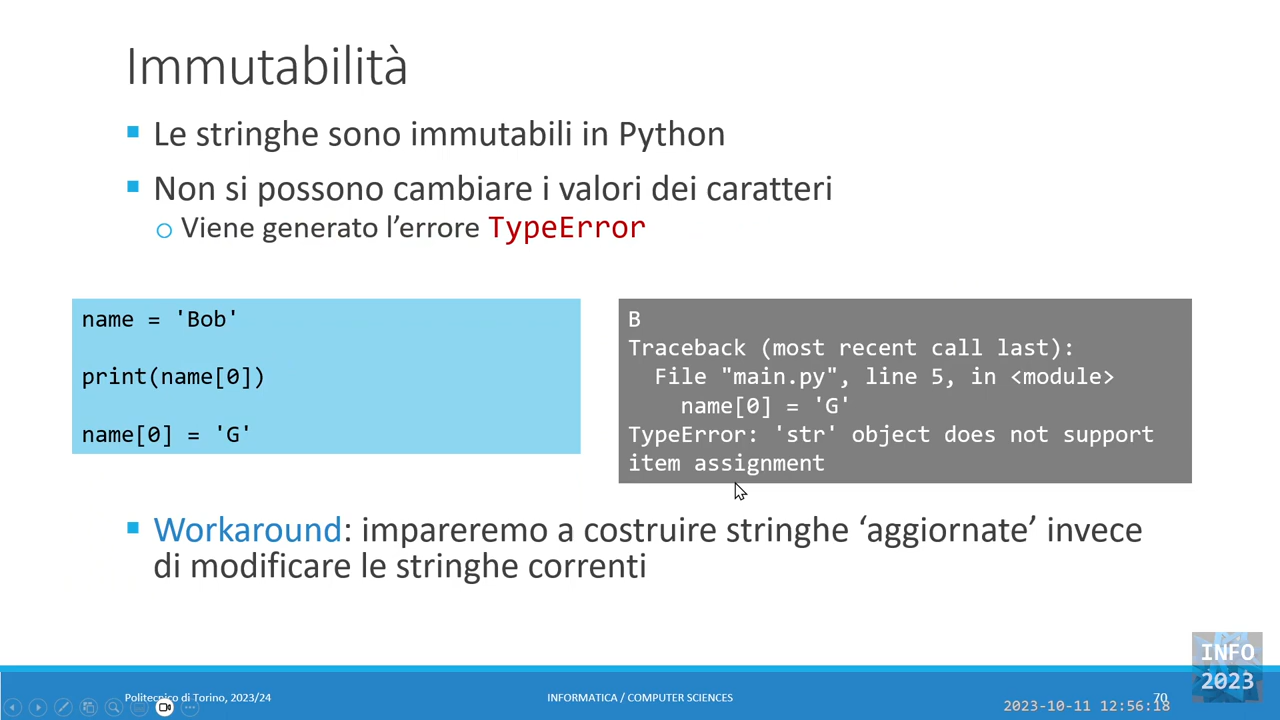 Immutabilità
Le stringhe sono immutabili in Python
Non si possono cambiare i valori dei caratteri
Viene generato l’errore TypeError
name = 'Bob'
print(name[0])
name[0] = 'G'
B
Traceback (most recent call last):
File "main.py", line 5, in <module>
name[0] = 'G'
TypeError: 'str' object does not support
item assignment
Workaround: impareremo a costruire stringhe ‘aggiornate’ invece
di modificare le stringhe correnti
INFO
2023
Politecnico di Torino, 2023/24
INFORMATICA / COMPUTER SCIENCES
70
2023-10-11 12:56:18